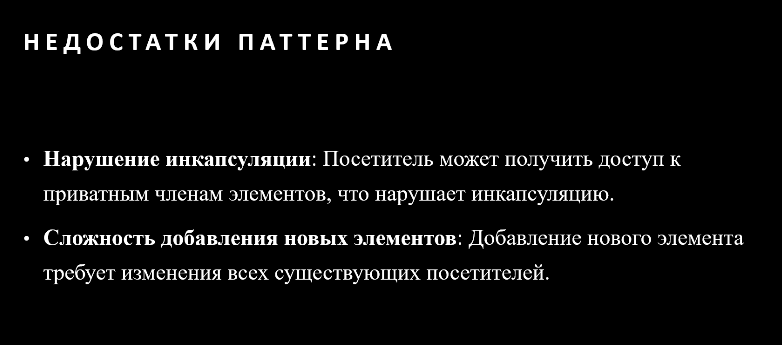 НЕДОСТАТКИ ПАТТЕРНА
• Нарушение инкапсуляции: Посетитель может получить доступ к
приватным членам элементов, что нарушает инкапсуляцию.
• Сложность добавления новых элементов: Добавление нового элемента
требует изменения всех существующих посетителей.